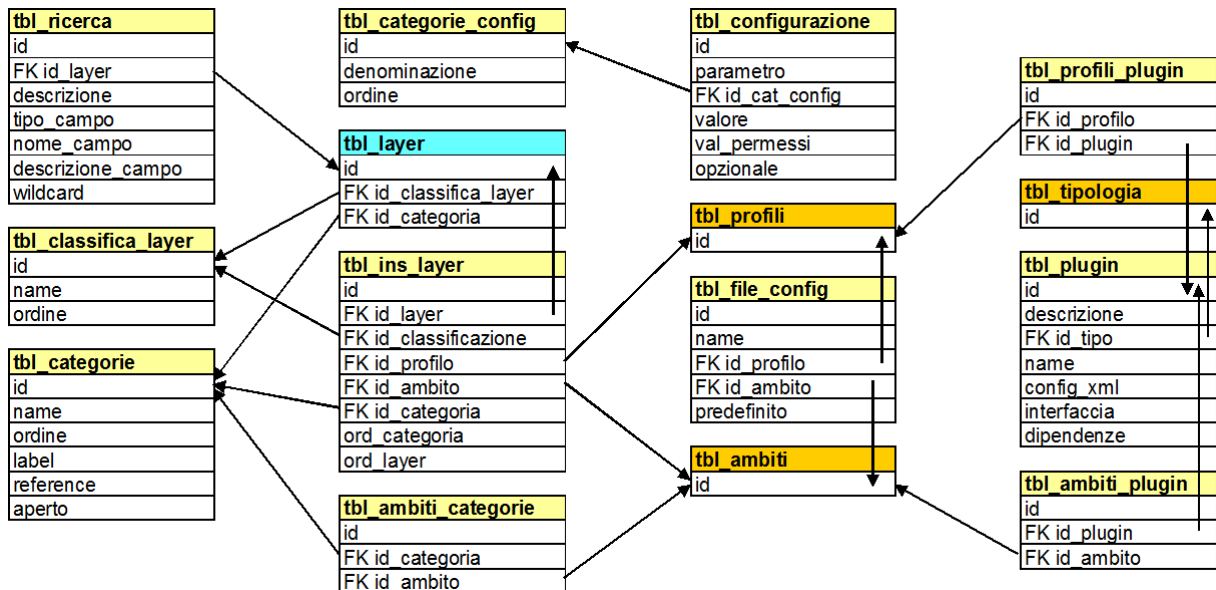 tbl_ricerca
id
FK id_layer
descrizione
tipo_campo
nome_campo
descrizione_campo
wildcard
tbl_classifica_layer
id
name
ordine
tbl_categorie
id
name
ordine
label
reference
aperto
tbl_categorie_config
id
denominazione
ordine
tbl_layer
id
FK id_classifica_layer
FK id_categoria
tbl_ins_layer
id
FK id_layer
FK id_classificazione
FK id_profilo
FK id_ambito
FK id_categoria
ord_categoria
ord_layer
tbl_ambiti_categorie
id
FK id_categoria
FK id_ambito
tbl_configurazione
id
parametro
FK id_cat_config
valore
val_permessi
opzionale
tbl_profili
id
tbl_file_config
id
name
FK id_profilo
FK id_ambito
predefinito
tbl_ambiti
id
tbl_profili_plugin
id
FK id_profilo
FK id_plugin
tbl_tipologia
id
tbl_plugin
id
descrizione
FK id_tipo
name
config_xml
interfaccia
dipendenze
tbl_ambiti_plugin
id
FK id_plugin
FK id_ambito